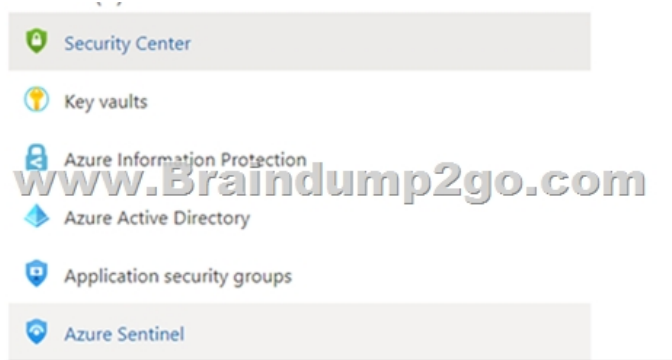 Security Center
Key vaults
Azure Information Protection
www.Braindump2go.com
Azure Active Directory
Application security groups
Azure Sentinel